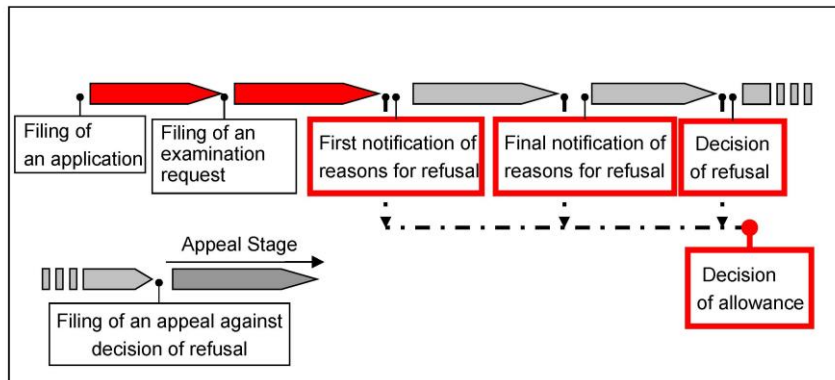 Filing of
an application
Filing of an
examination
request
First notification of
reasons for refusal
Final notification of
reasons for refusal
Decision
of refusal
Appeal Stage
Filing of an appeal against
decision of refusal
Decision
of allowance